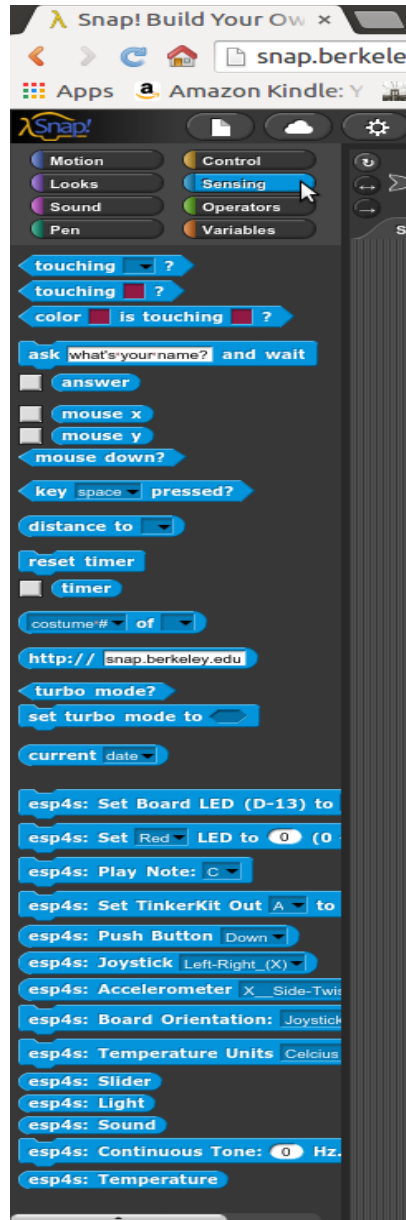 λ Snap! Build Your Ow ×
snap.berkele
Apps Amazon Kindle: Y
λSnap!
Motion Control
Looks Sensing
Sound Operators
Pen Variables
S
touching ?
touching ?
color is touching ?
ask what's your name? and wait
answer
mouse x
mouse y
mouse down?
key space pressed?
distance to
reset timer
timer
costume # of
http:// snap.berkeley.edu
turbo mode?
set turbo mode to
current date
esp4s: Set Board LED (D-13) to
esp4s: Set Red LED to 0 (0 -
esp4s: Play Note: C
esp4s: Set TinkerKit Out A to
esp4s: Push Button Down
esp4s: Joystick Left-Right_(X)
esp4s: Accelerometer X__Side-Twis
esp4s: Board Orientation: Joystick
esp4s: Temperature Units Celcius
esp4s: Slider
esp4s: Light
esp4s: Sound
esp4s: Continuous Tone: 0 Hz.
esp4s: Temperature